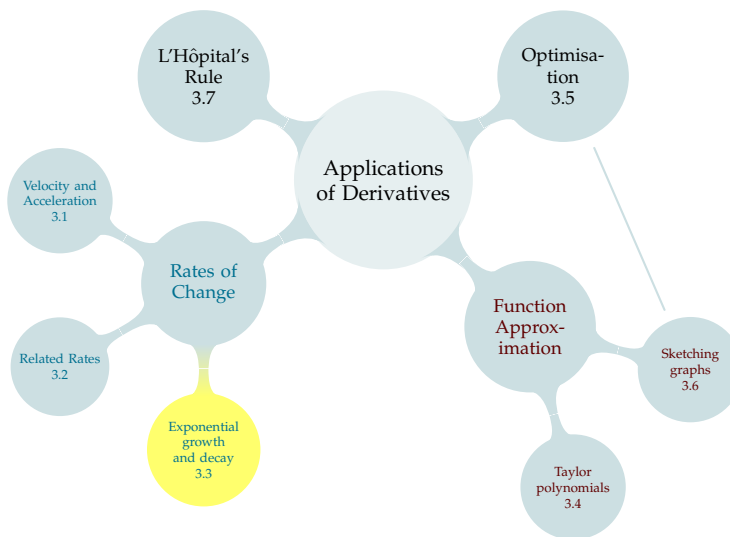 L'Hôpital's
Rule
3.7
Optimisa-
tion
3.5
Applications
of Derivatives
Velocity and
Acceleration
3.1
Rates of
Change
Function
Approx-
imation
Related Rates
3.2
Sketching
graphs
3.6
Exponential
growth
and decay
3.3
Taylor
polynomials
3.4